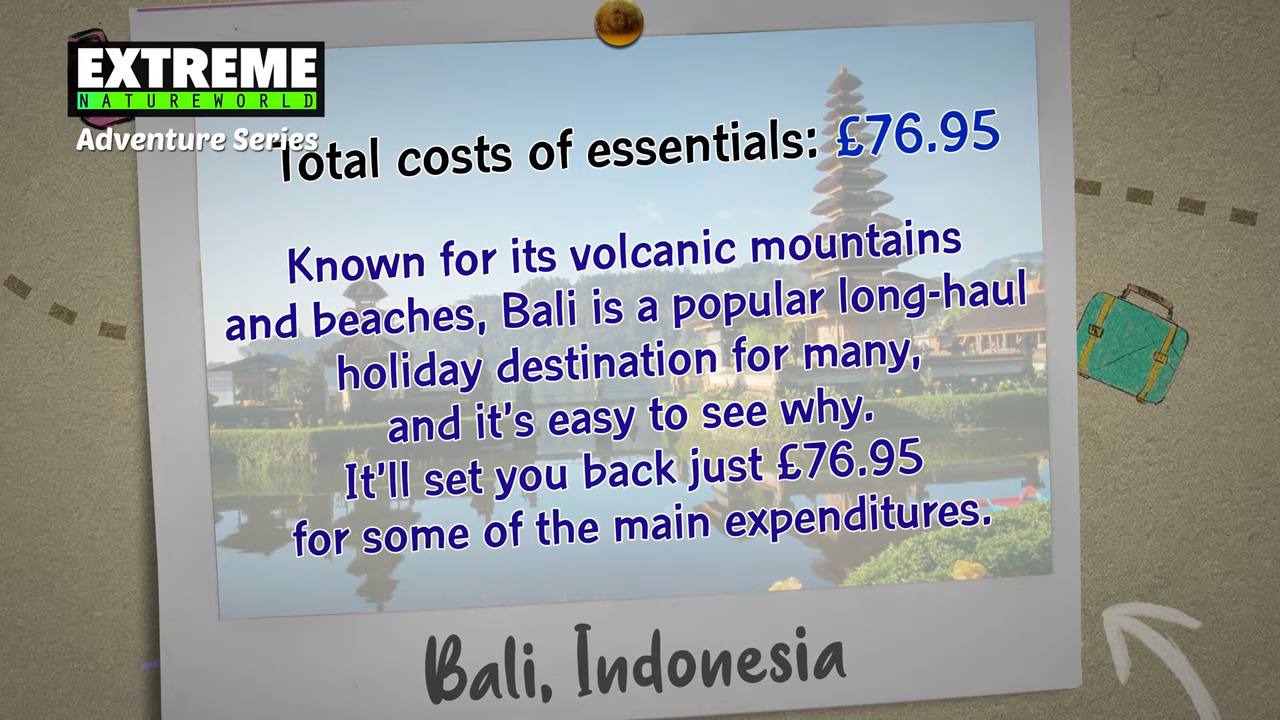 EXTREME
NATUREWORLD
Adventure Series
Total costs of essentials: £76.95
Known for its volcanic mountains
and beaches, Bali is a popular long-haul
holiday destination for many,
and it's easy to see why.
It'll set you back just £76.95
for some of the main expenditures.
Bali, Indonesia